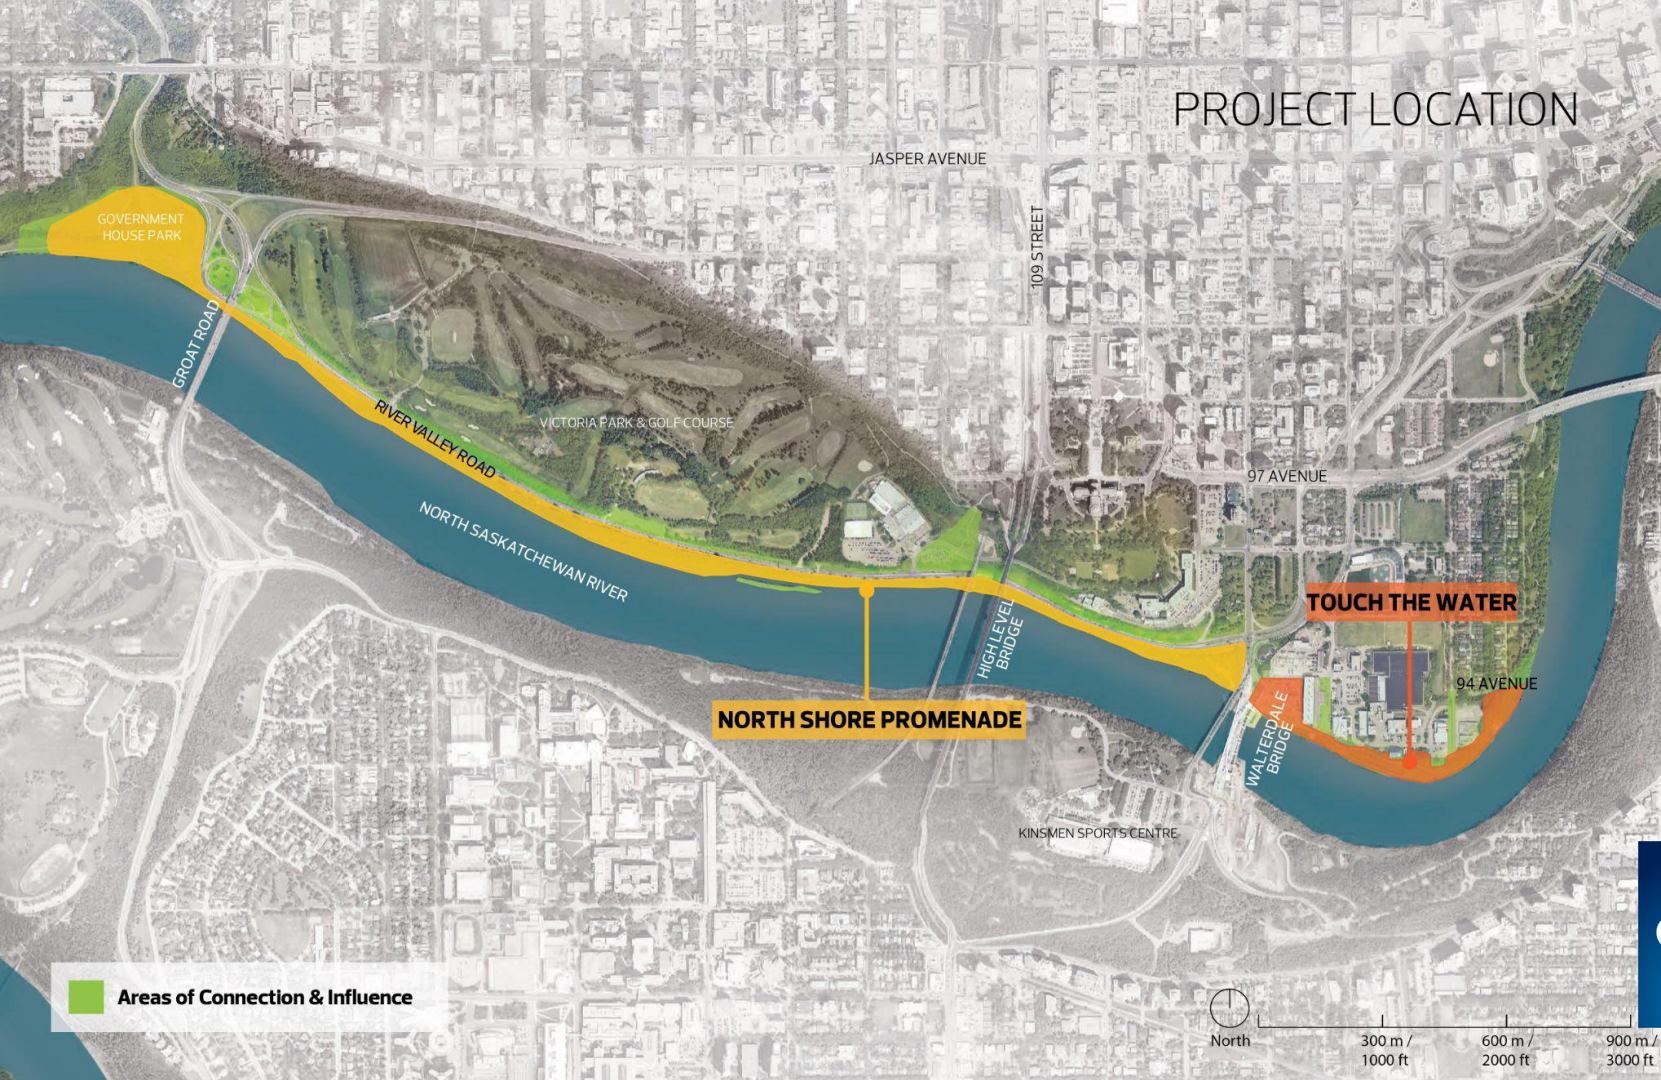 PROJECT LOCATION
JASPER AVENUE
109 STREET
GOVERNMENT
HOUSE PARK
GROAT ROAD
RIVER VALLEY ROAD
VICTORIA PARK & GOLF COURSE
97 AVENUE
NORTH SASKATCHEWAN RIVER
TOUCH THE WATER
HIGH LEVEL
BRIDGE
94 AVENUE
NORTH SHORE PROMENADE
WALTERDALE
BRIDGE
KINSMEN SPORTS CENTRE
Areas of Connection & Influence
North
300 m /
1000 ft
600 m /
2000 ft
900 m /
3000 ft